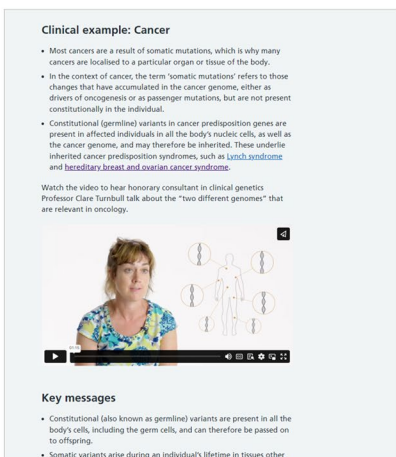 Clinical example: Cancer
• Most cancers are a result of somatic mutations, which is why many
cancers are localised to a particular organ or tissue of the body.
• In the context of cancer, the term 'somatic mutations' refers to those
changes that have accumulated in the cancer genome, either as
drivers of oncogenesis or as passenger mutations, but are not present
constitutionally in the individual.
• Constitutional (germline) variants in cancer predisposition genes are
present in affected individuals in all the body's nucleic cells, as well as
the cancer genome, and may therefore be inherited. These underlie
inherited cancer predisposition syndromes, such as Lynch syndrome
and hereditary breast and ovarian cancer syndrome.
Watch the video to hear honorary consultant in clinical genetics
Professor Clare Turnbull talk about the "two different genomes" that
are relevant in oncology.
Key messages
• Constitutional (also known as germline) variants are present in all the
body's cells, including the germ cells, and can therefore be passed on
to offspring.
• Somatic variants arise during an individual's lifetime in tissues other